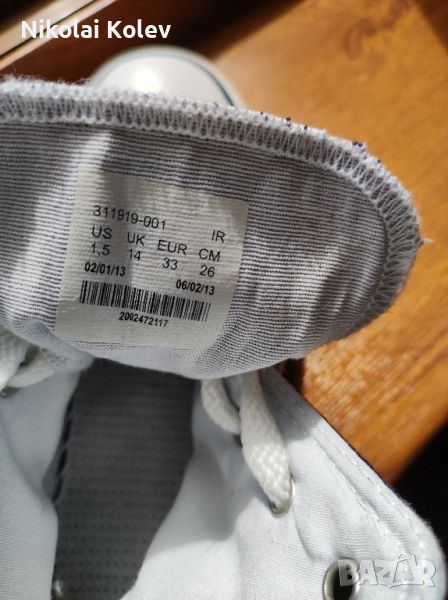 Nikolai Kolev
311919-001 IR
US UK EUR CM
1,5 14 33 26
02/01/13 06/02/13
2002472117
BAZAR